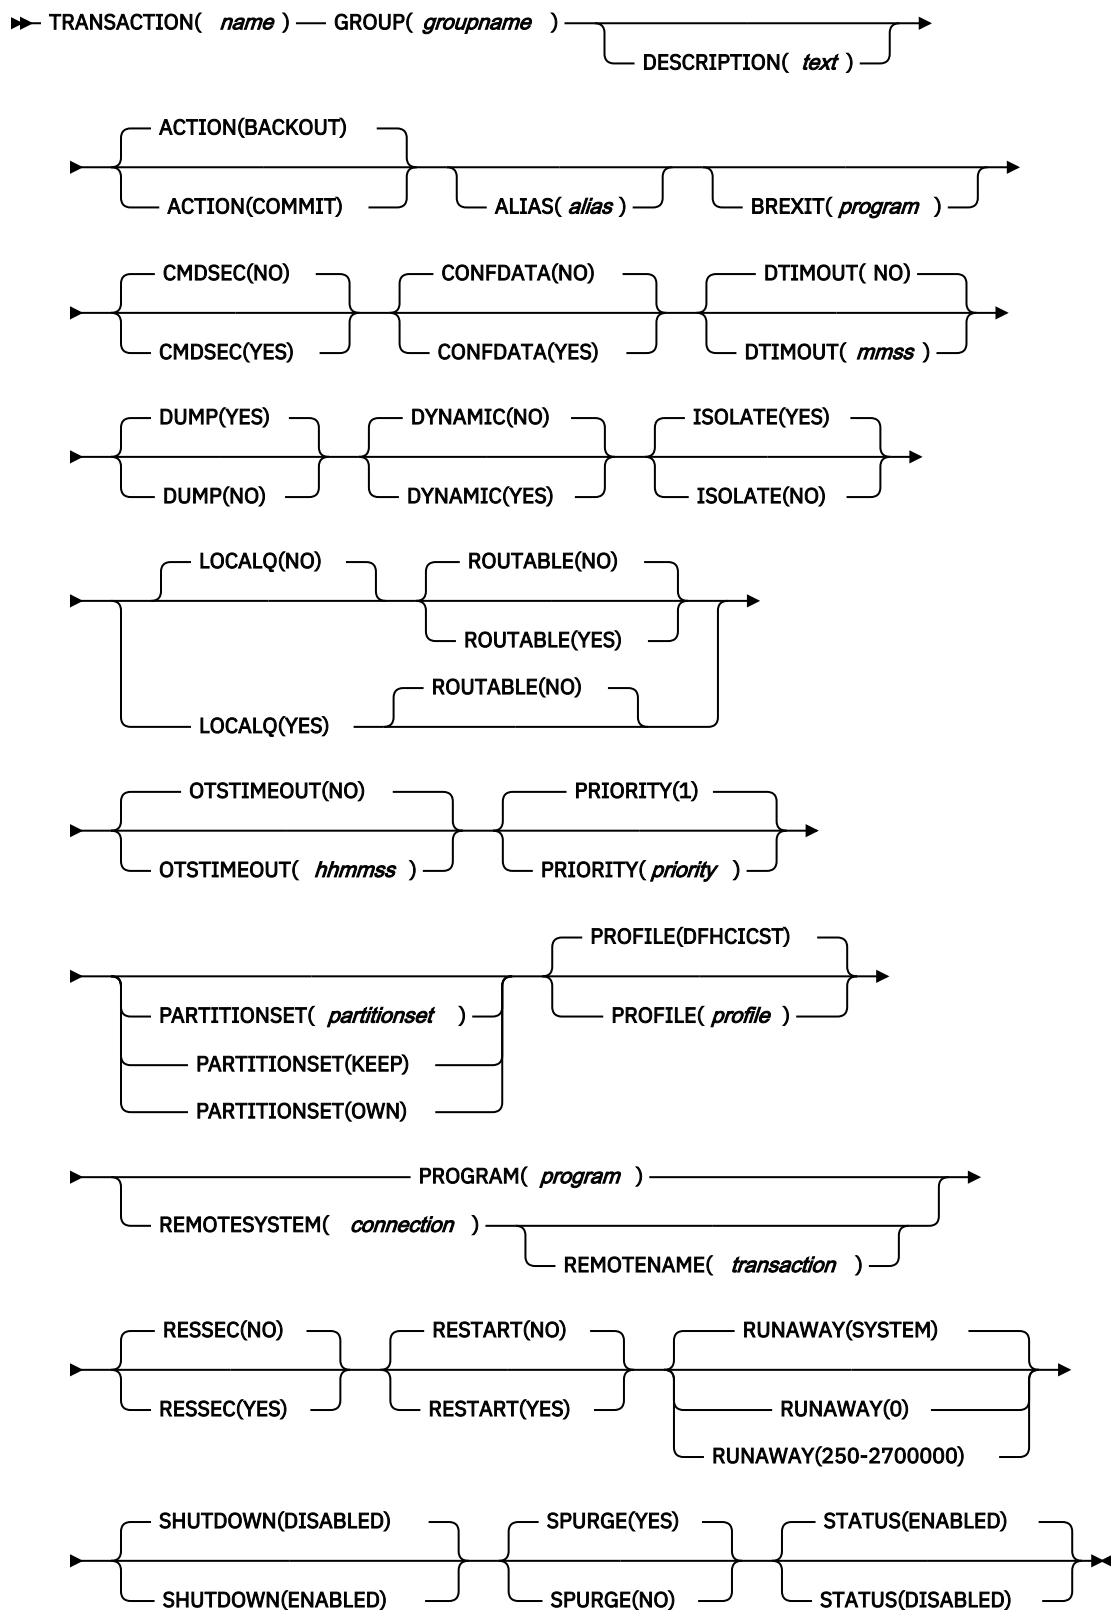 TRANSACTION( name ) GROUP( groupname )
DESCRIPTION( text )
ACTION(BACKOUT)
ACTION(COMMIT) ALIAS( alias ) BREXIT( program )
CMDSEC(NO) CONFDATA(NO) DTIMOUT( NO)
CMDSEC(YES) CONFDATA(YES) DTIMOUT( mmss )
DUMP(YES) DYNAMIC(NO) ISOLATE(YES)
DUMP(NO) DYNAMIC(YES) ISOLATE(NO)
LOCALQ(NO) ROUTABLE(NO)
ROUTABLE(YES)
ROUTABLE(NO)
LOCALQ(YES)
OTSTIMEOUT(NO) PRIORITY(1)
OTSTIMEOUT( hhmmss ) PRIORITY( priority )
PROFILE(DFHCICST)
PARTITIONSET( partitionset ) PROFILE( profile )
PARTITIONSET(KEEP)
PARTITIONSET(OWN)
PROGRAM( program )
REMOTESYSTEM( connection )
REMOTENAME( transaction )
RESSEC(NO) RESTART(NO) RUNAWAY(SYSTEM)
RESSEC(YES) RESTART(YES) RUNAWAY(0)
RUNAWAY(250-2700000)
SHUTDOWN(DISABLED) SPURGE(YES) STATUS(ENABLED)
SHUTDOWN(ENABLED) SPURGE(NO) STATUS(DISABLED)